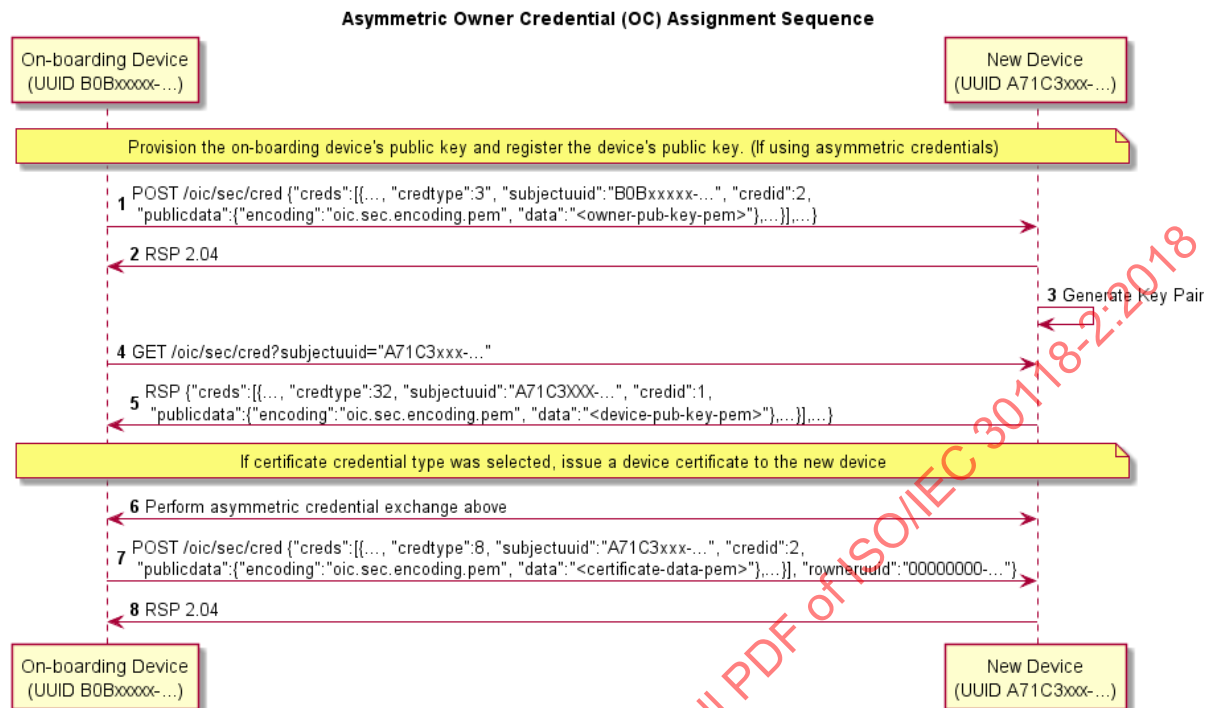 Asymmetric Owner Credential (OC) Assignment Sequence
On-boarding Device
(UUID B0Bxxxxx-...)
New Device
(UUID A71C3xxx-...)
Provision the on-boarding device's public key and register the device's public key. (If using asymmetric credentials)
1 POST /oic/sec/cred {"creds":[{..., "credtype":3", "subjectuuid":"B0Bxxxxx-...", "credid":2,
"publicdata":{"encoding":"oic.sec.encoding.pem", "data":"<owner-pub-key-pem>"},...}],...}
2 RSP 2.04
3 Generate Key Pair
4 GET /oic/sec/cred?subjectuuid="A71C3xxx-..."
5 RSP {"creds":[{..., "credtype":32, "subjectuuid":"A71C3XXX-...", "credid":1,
"publicdata":{"encoding":"oic.sec.encoding.pem", "data":"<device-pub-key-pem>"},...}],...}
If certificate credential type was selected, issue a device certificate to the new device
6 Perform asymmetric credential exchange above
7 POST /oic/sec/cred {"creds":[{..., "credtype":8, "subjectuuid":"A71C3xxx-...", "credid":2,
"publicdata":{"encoding":"oic.sec.encoding.pem", "data":"<certificate-data-pem>"},...}], "rowneruuid":"00000000-..."}
8 RSP 2.04
On-boarding Device
(UUID B0Bxxxxx-...)
New Device
(UUID A71C3xxx-...)
PDF of ISO/IEC 30118-2:2018